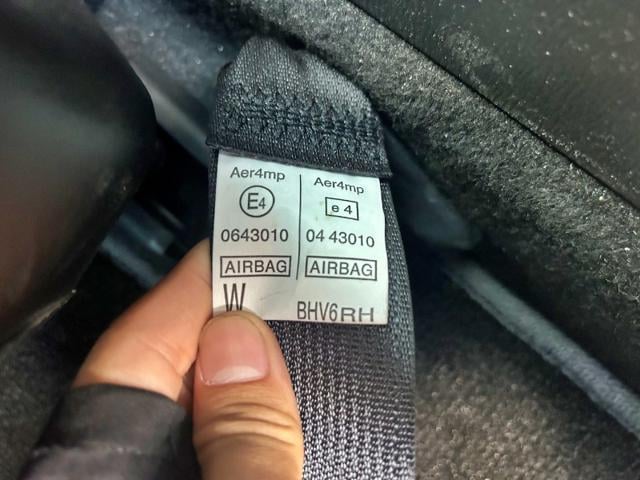 Aer4mp
E4
0643010
AIRBAG
W
Aer4mp
e 4
04 43010
AIRBAG
BHV6RH